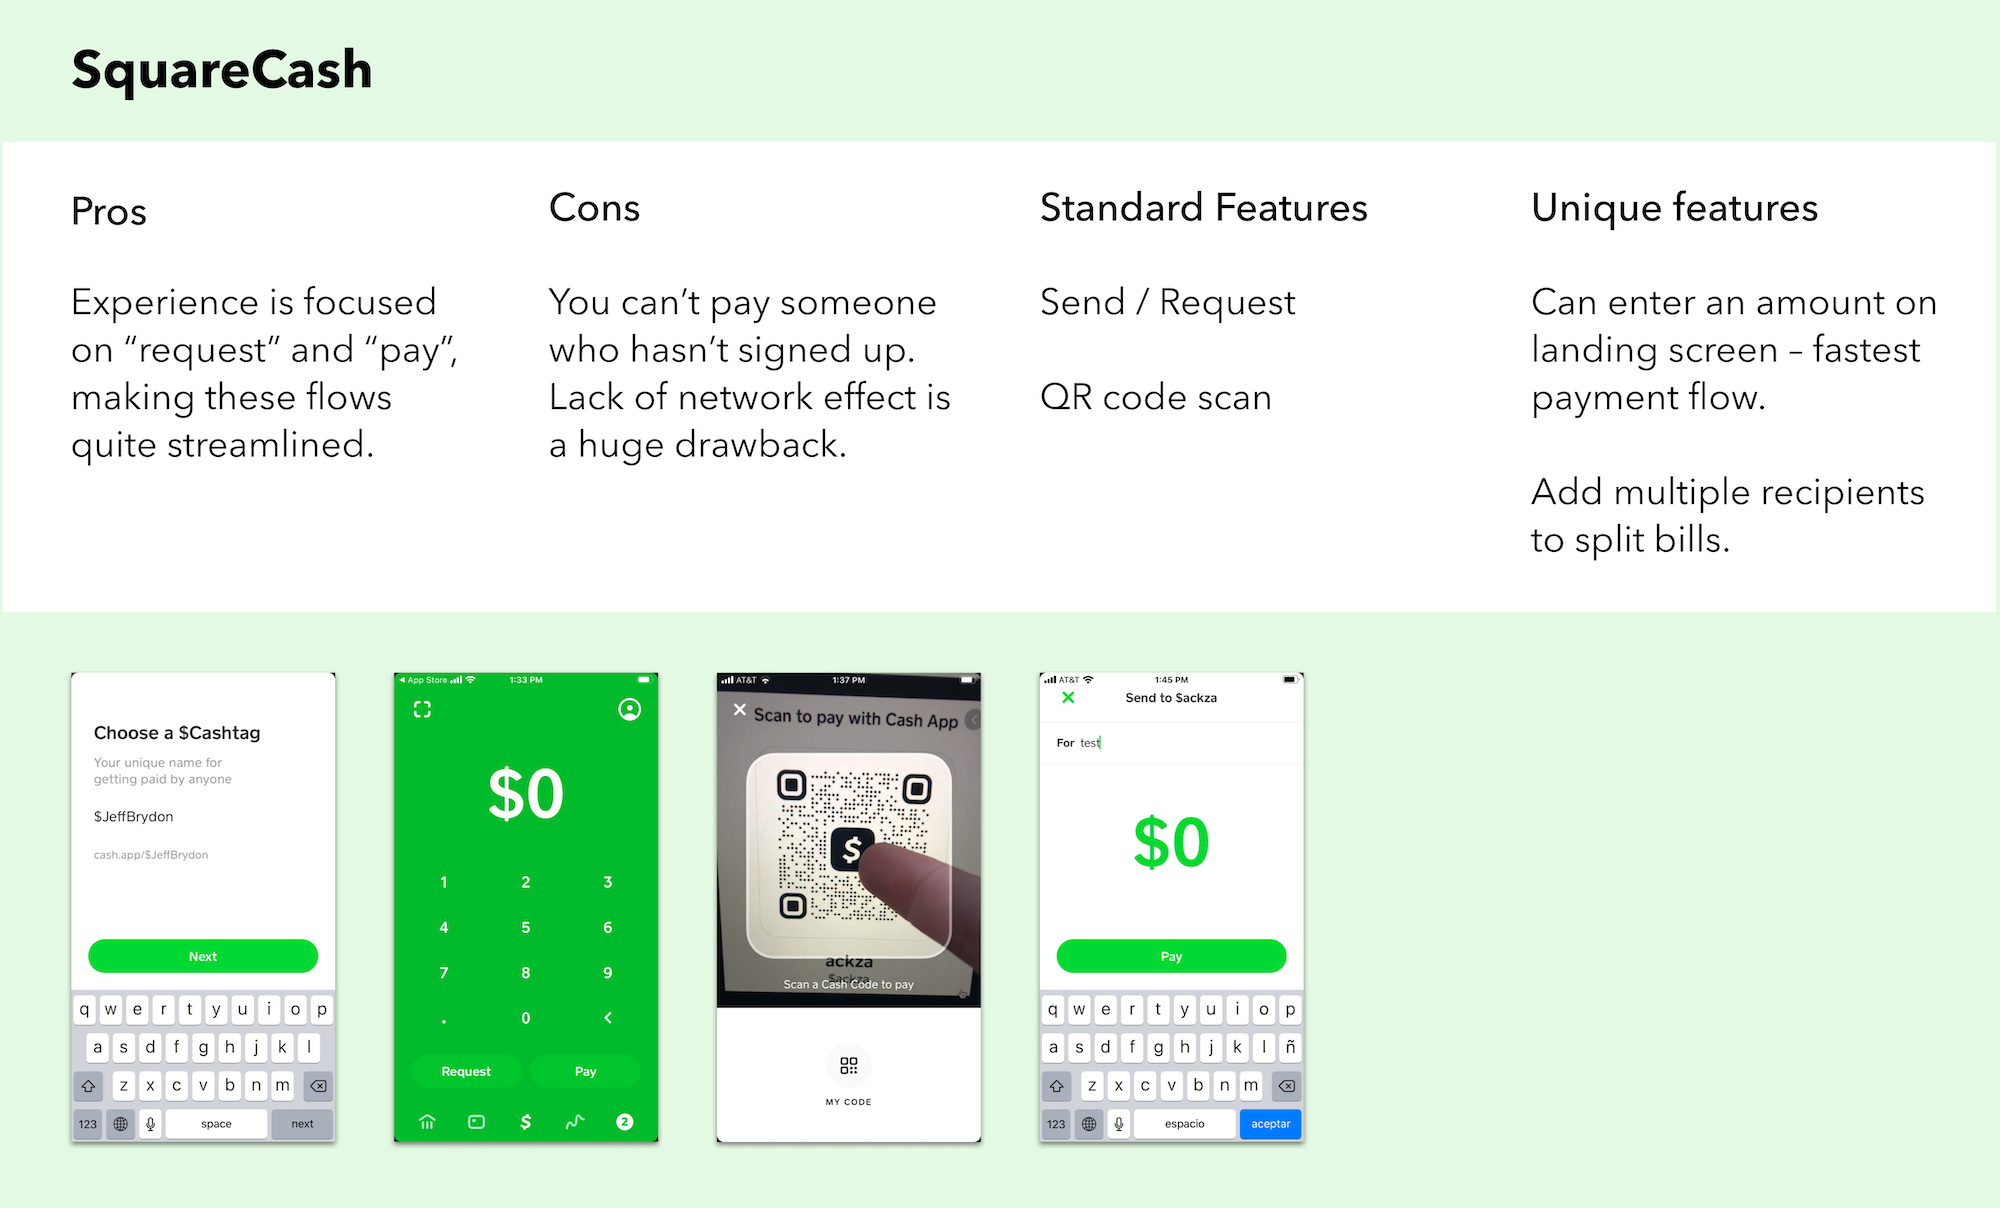 SquareCash
Pros
Experience is focused
on “request” and “pay”,
making these flows
quite streamlined.
Cons
You can’t pay someone
who hasn’t signed up.
Lack of network effect is
a huge drawback.
Standard Features
Send / Request
QR code scan
Unique features
Can enter an amount on
landing screen – fastest
payment flow.
Add multiple recipients
to split bills.
Choose a $Cashtag
Your unique name for
getting paid by anyone
$JeffBrydon
cash.app/$JeffBrydon
Next
q w e r t y u i o p
a s d f g h j k l
z x c v b n m
123 space next
App Store 1:33 PM
$0
1 2 3
4 5 6
7 8 9
. 0 <
Request Pay
$ 2
AT&T 1:37 PM
Scan to pay with Cash App
$
ackza
$ackza
Scan a Cash Code to pay
MY CODE
AT&T 1:45 PM
Send to $ackza
For test
$0
Pay
q w e r t y u i o p
a s d f g h j k l ñ
z x c v b n m
123 espacio aceptar